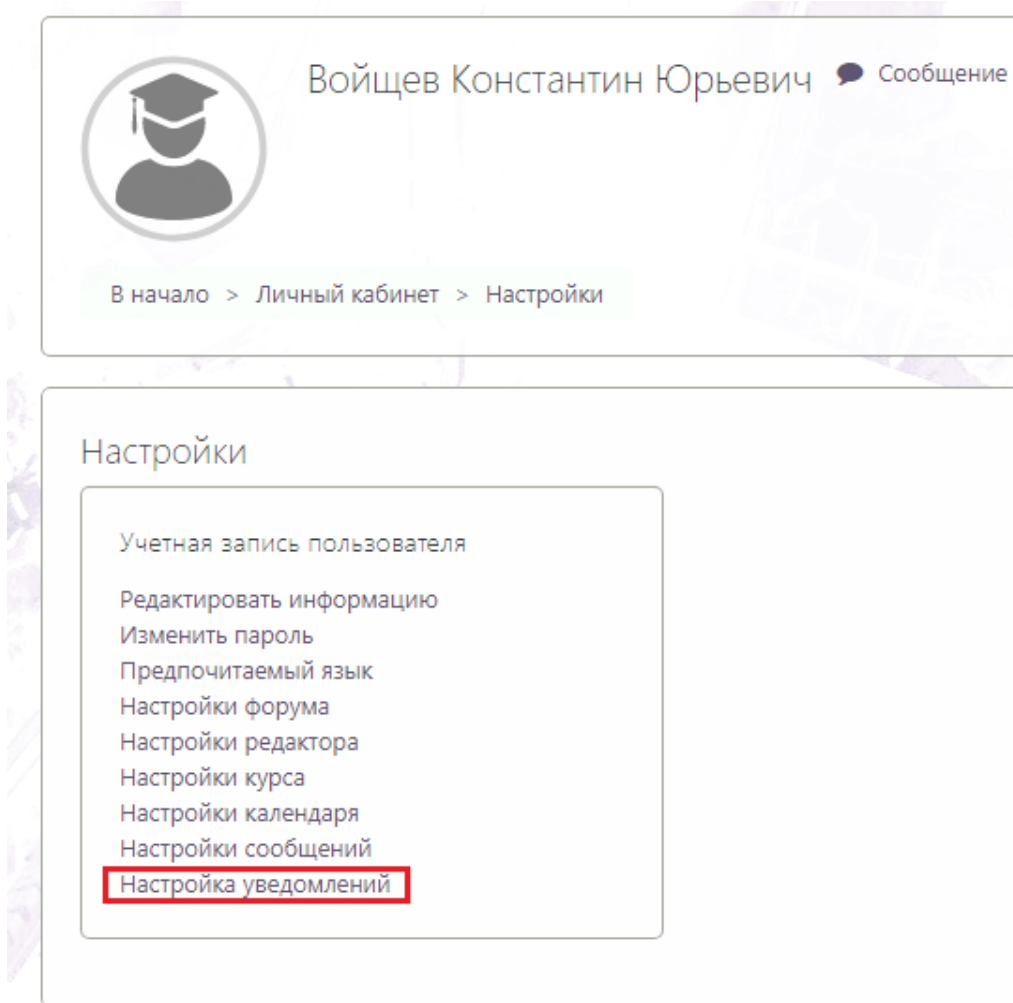 Войщев Константин Юрьевич Сообщение
В начало > Личный кабинет > Настройки
Настройки
Учетная запись пользователя
Редактировать информацию
Изменить пароль
Предпочитаемый язык
Настройки форума
Настройки редактора
Настройки курса
Настройки календаря
Настройки сообщений
Настройка уведомлений